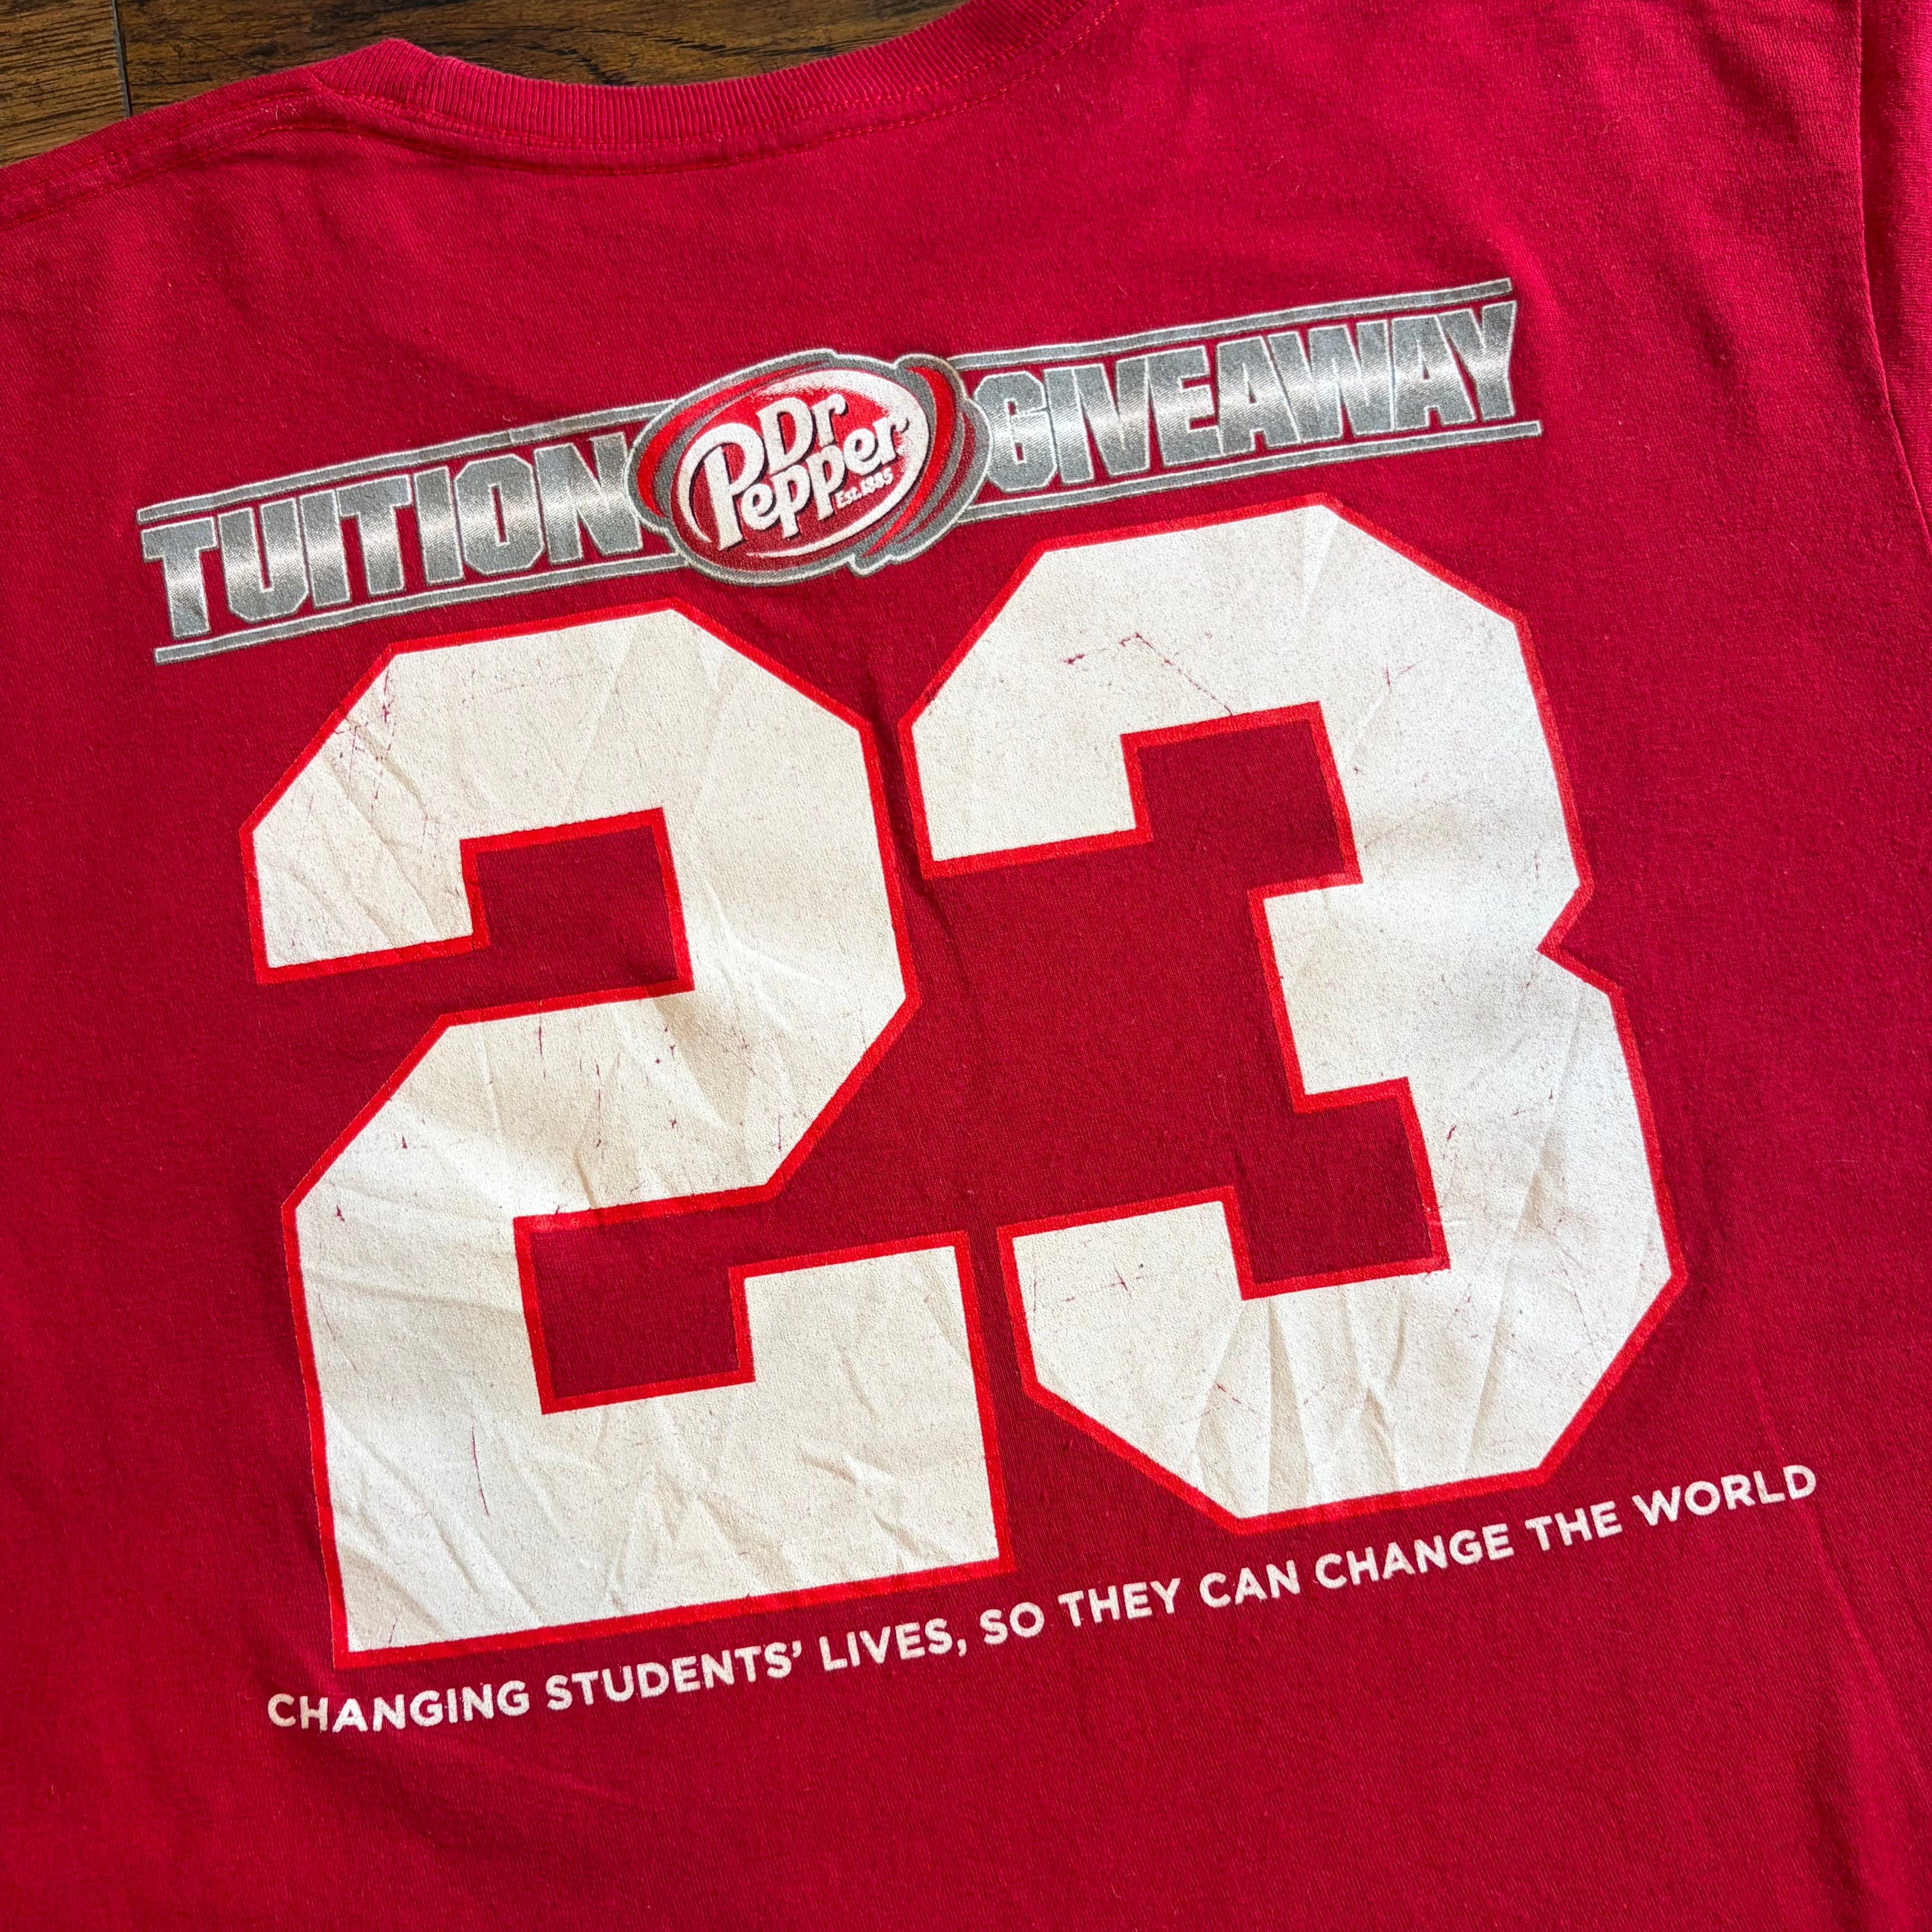 TUITION Dr Pepper Est.1885 GIVEAWAY
23
CHANGING STUDENTS' LIVES, SO THEY CAN CHANGE THE WORLD